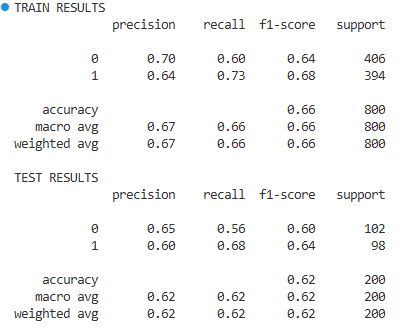 TRAIN RESULTS
precision recall f1-score support
0 0.70 0.60 0.64 406
1 0.64 0.73 0.68 394
accuracy 0.66 800
macro avg 0.67 0.66 0.66 800
weighted avg 0.67 0.66 0.66 800
TEST RESULTS
precision recall f1-score support
0 0.65 0.56 0.60 102
1 0.60 0.68 0.64 98
accuracy 0.62 200
macro avg 0.62 0.62 0.62 200
weighted avg 0.62 0.62 0.62 200